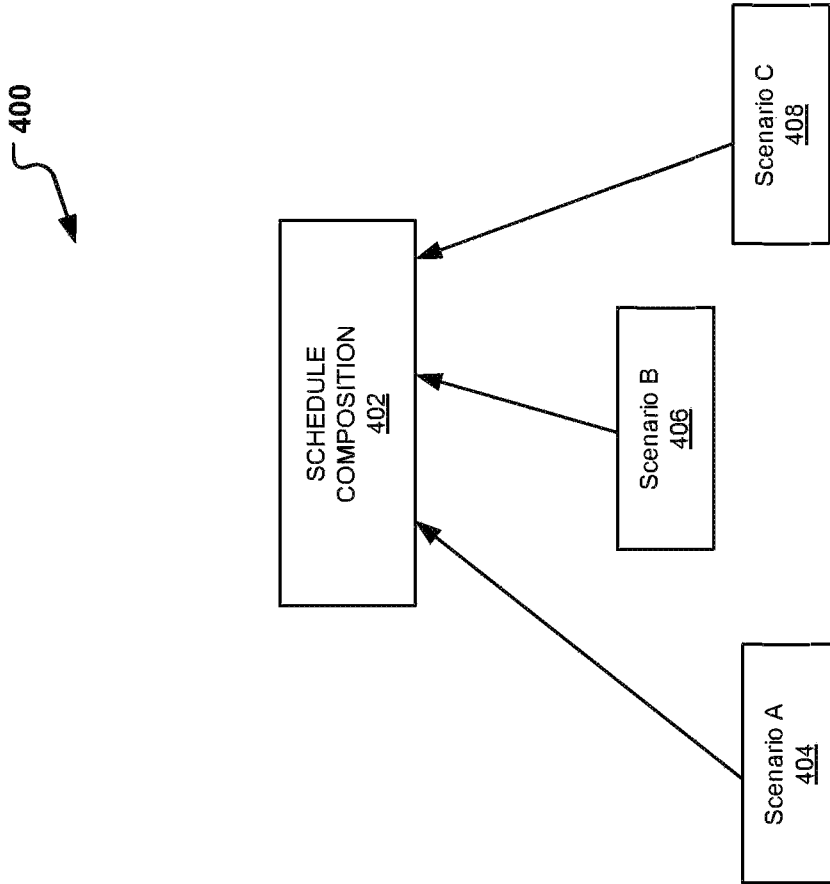 400
SCHEDULE
COMPOSITION
402
Scenario A
404
Scenario B
406
Scenario C
408